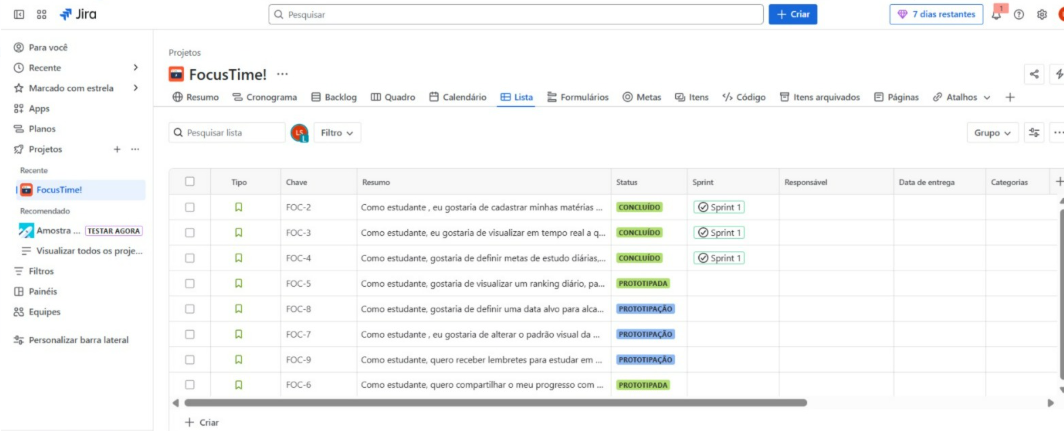 Jira
Pesquisar
+ Criar
7 dias restantes
1
Para você
Recente
Marcado com estrela
Apps
Planos
Projetos
Recente
FocusTime!
Recomendado
Amostra ... TESTAR AGORA
Visualizar todos os proje...
Filtros
Painéis
Equipes
Personalizar barra lateral
Projetos
FocusTime! ...
Resumo Cronograma Backlog Quadro Calendário Lista Formulários Metas Itens Código Itens arquivados Páginas Atalhos +
Pesquisar lista LS L Filtro Grupo
Tipo Chave Resumo Status Sprint Responsável Data de entrega Categorias +
FOC-2 Como estudante , eu gostaria de cadastrar minhas matérias ... CONCLUÍDO Sprint 1
FOC-3 Como estudante, eu gostaria de visualizar em tempo real a q... CONCLUÍDO Sprint 1
FOC-4 Como estudante, gostaria de definir metas de estudo diárias,... CONCLUÍDO Sprint 1
FOC-5 Como estudante, gostaria de visualizar um ranking diário, pa... PROTOTIPADA
FOC-8 Como estudante, gostaria de definir uma data alvo para alca... PROTOTIPAÇÃO
FOC-7 Como estudante , eu gostaria de alterar o padrão visual da ... PROTOTIPAÇÃO
FOC-9 Como estudante, quero receber lembretes para estudar em ... PROTOTIPAÇÃO
FOC-6 Como estudante, quero compartilhar o meu progresso com ... PROTOTIPADA
+ Criar